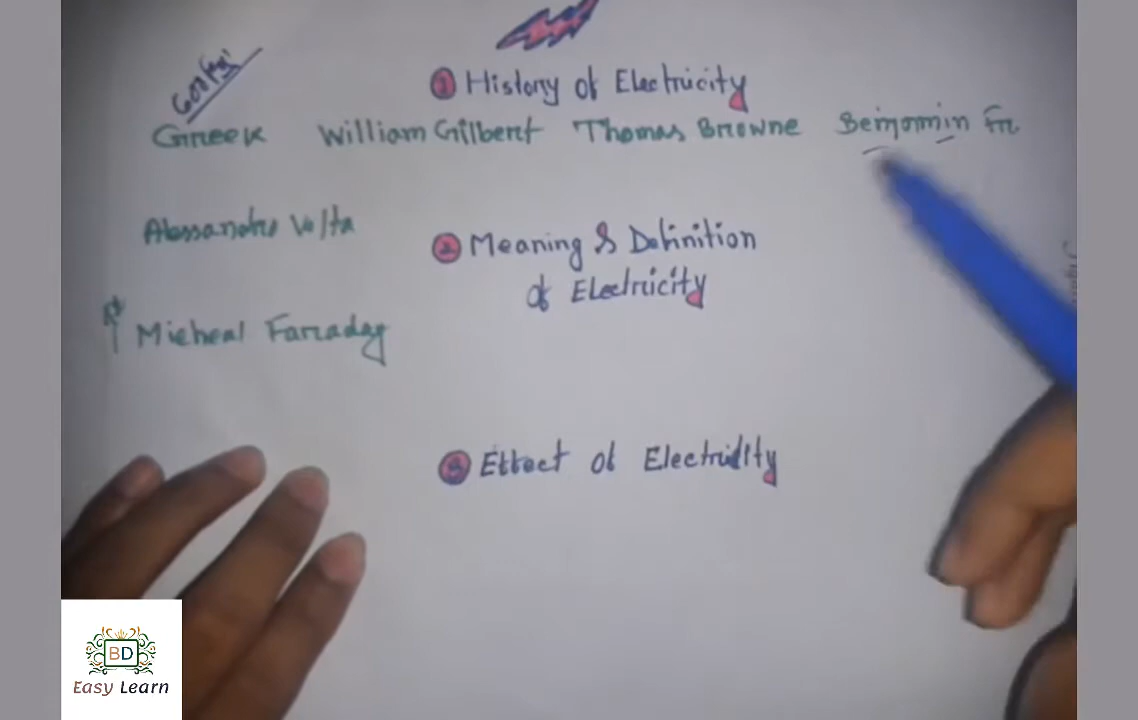 ① History of Electricity
Greek William Gilbert Thomas Browne Benjamin Fr
Alessandro Volta
② Meaning & Definition
of Electricity
Micheal Farraday
③ Effect of Electricity
BD
Easy Learn